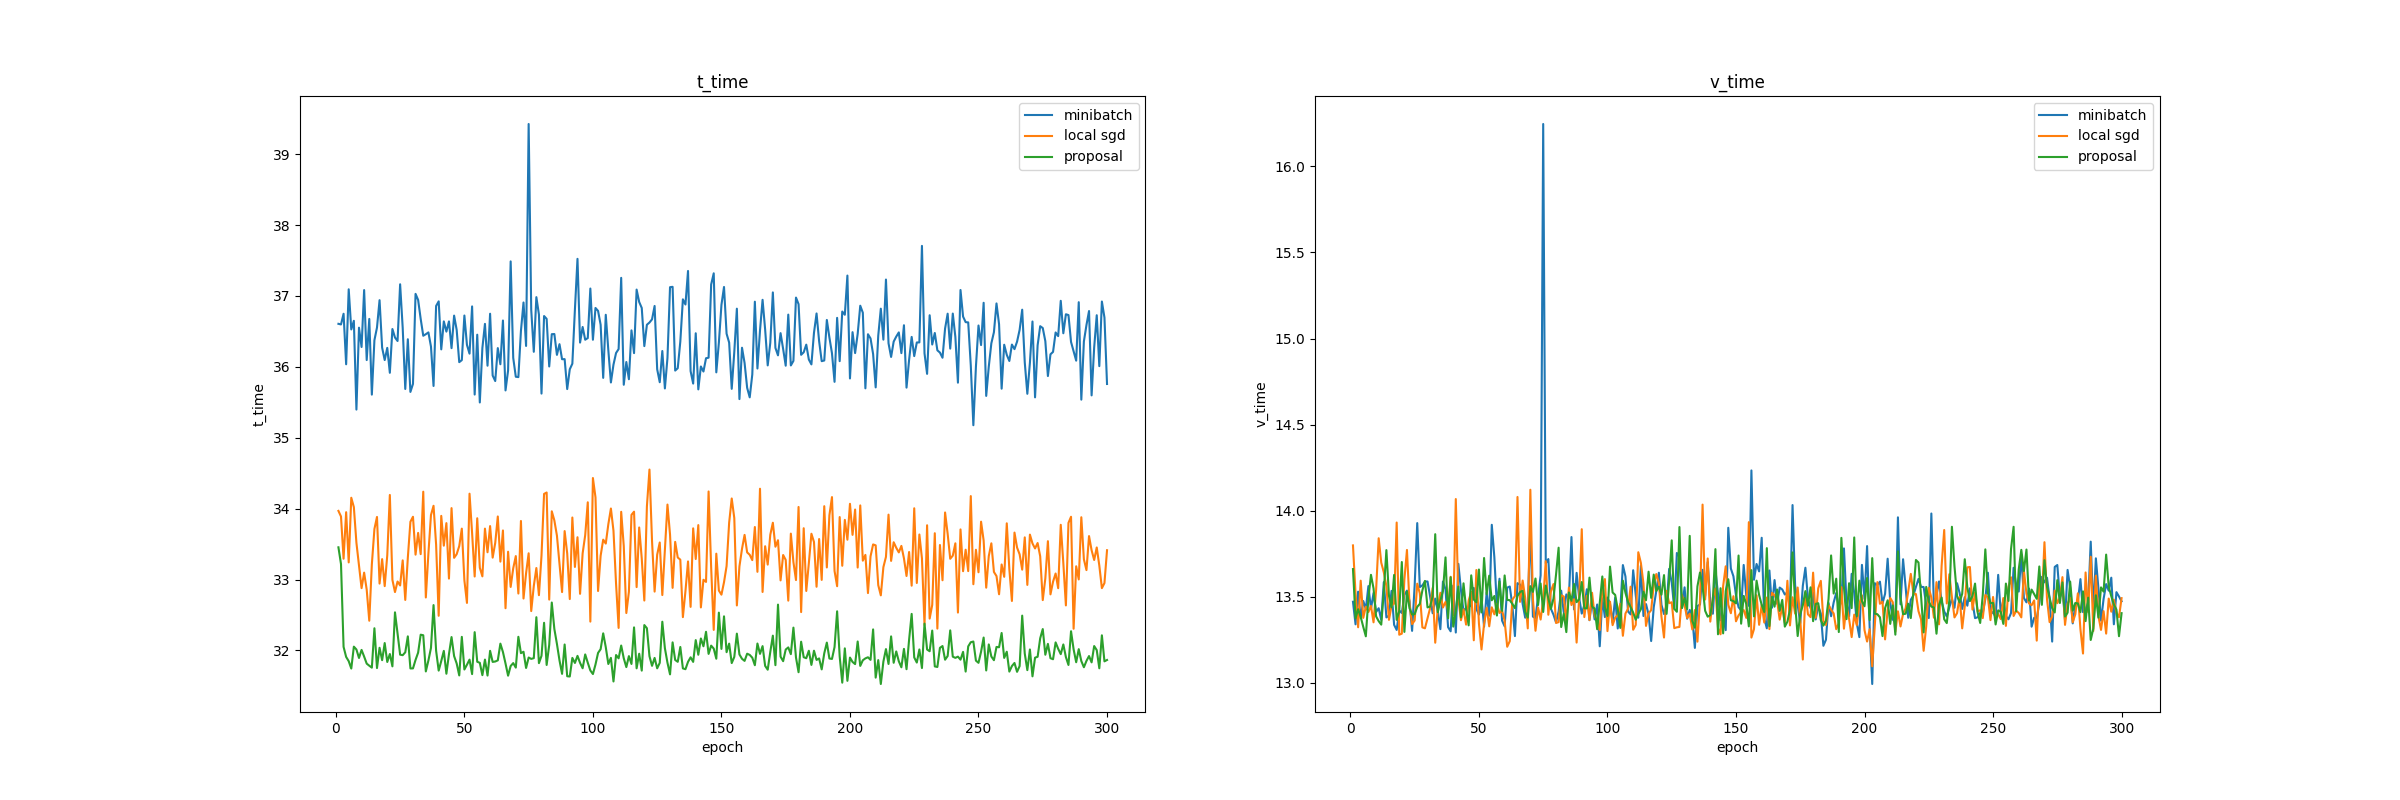 t_time
minibatch
local sgd
proposal
39
38
37
36
35
34
33
32
t_time
0 50 100 150 200 250 300
epoch
v_time
minibatch
local sgd
proposal
16.0
15.5
15.0
14.5
14.0
13.5
13.0
v_time
0 50 100 150 200 250 300
epoch